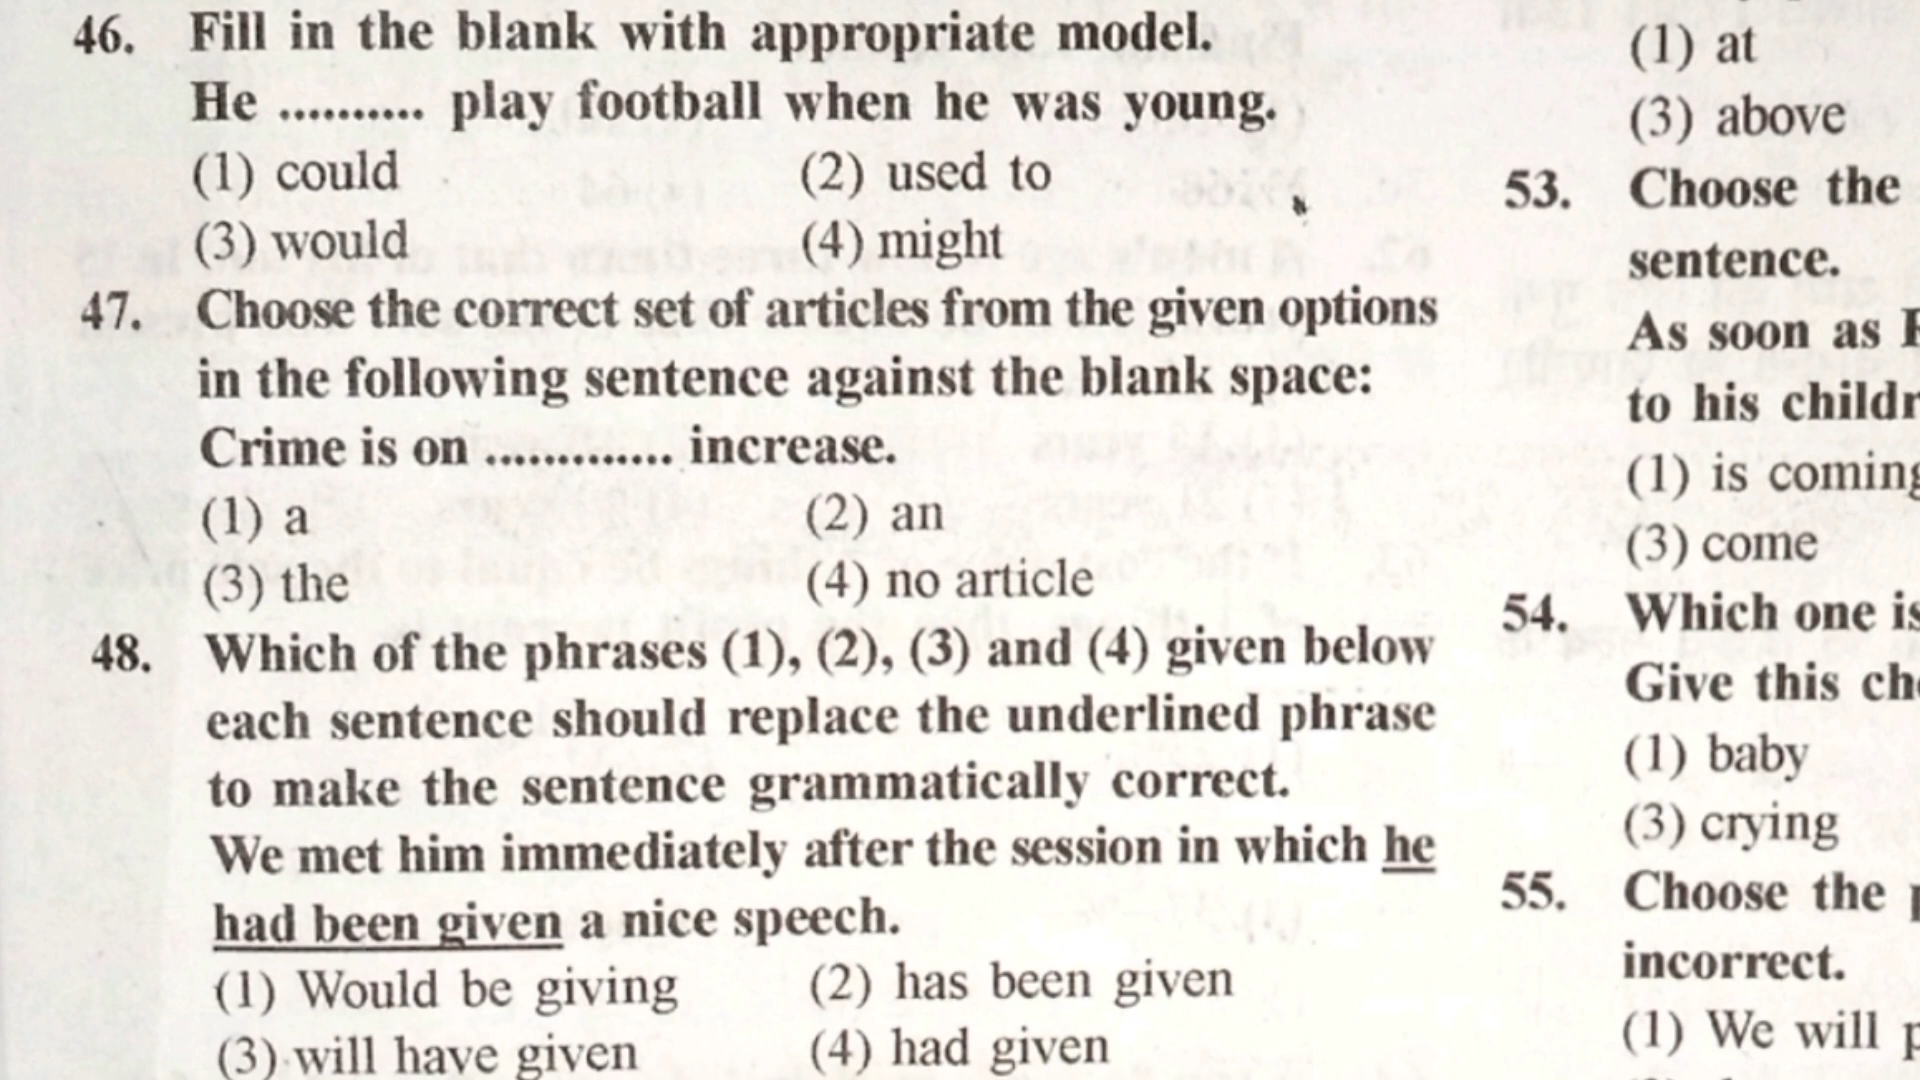 46. Fill in the blank with appropriate model.
He .......... play football when he was young.
(1) could (2) used to
(3) would (4) might
47. Choose the correct set of articles from the given options
in the following sentence against the blank space:
Crime is on ............. increase.
(1) a (2) an
(3) the (4) no article
48. Which of the phrases (1), (2), (3) and (4) given below
each sentence should replace the underlined phrase
to make the sentence grammatically correct.
We met him immediately after the session in which he
had been given a nice speech.
(1) Would be giving (2) has been given
(3) will have given (4) had given
(1) at
(3) above
53. Choose the
sentence.
As soon as
to his
(1) is coming
(3) come
54. Which one is
Give this
(1) baby
(3) crying
55. Choose the
incorrect.
(1) We will